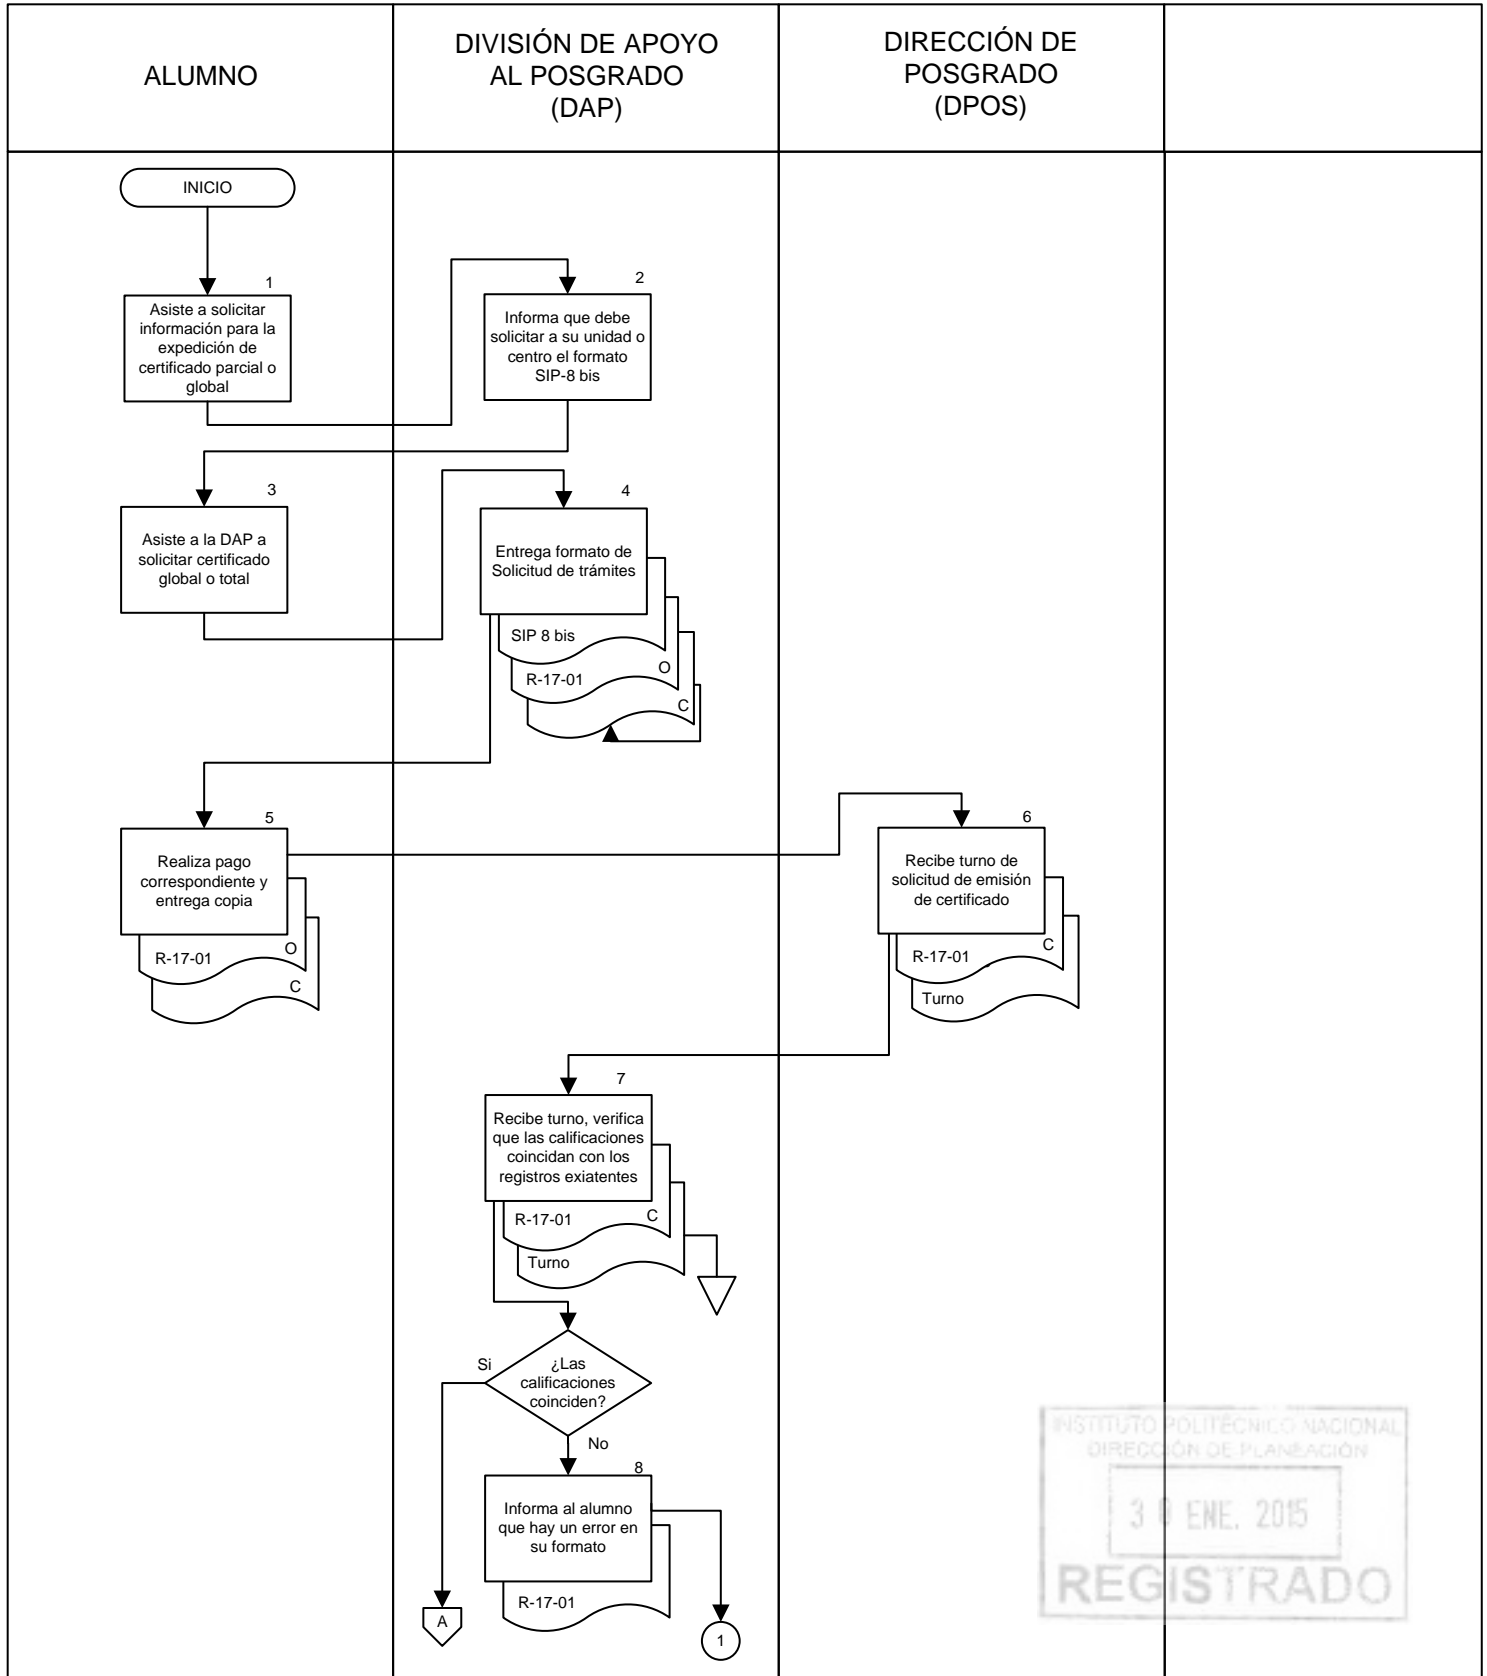 ALUMNO
DIVISIÓN DE APOYO
AL POSGRADO
(DAP)
DIRECCIÓN DE
POSGRADO
(DPOS)
INICIO
1
Asiste a solicitar
información para la
expedición de
certificado parcial o
global
2
Informa que debe
solicitar a su unidad o
centro el formato
SIP-8 bis
3
Asiste a la DAP a
solicitar certificado
global o total
4
Entrega formato de
Solicitud de trámites
SIP 8 bis
R-17-01
O
C
5
Realiza pago
correspondiente y
entrega copia
R-17-01
O
C
6
Recibe turno de
solicitud de emisión
de certificado
R-17-01
C
Turno
7
Recibe turno, verifica
que las calificaciones
coincidan con los
registros exiatentes
R-17-01
C
Turno
Si
¿Las
calificaciones
coinciden?
No
8
Informa al alumno
que hay un error en
su formato
R-17-01
A
1
INSTITUTO POLITÉCNICO NACIONAL
DIRECCIÓN DE PLANEACIÓN
ENE. 2015
REGISTRADO